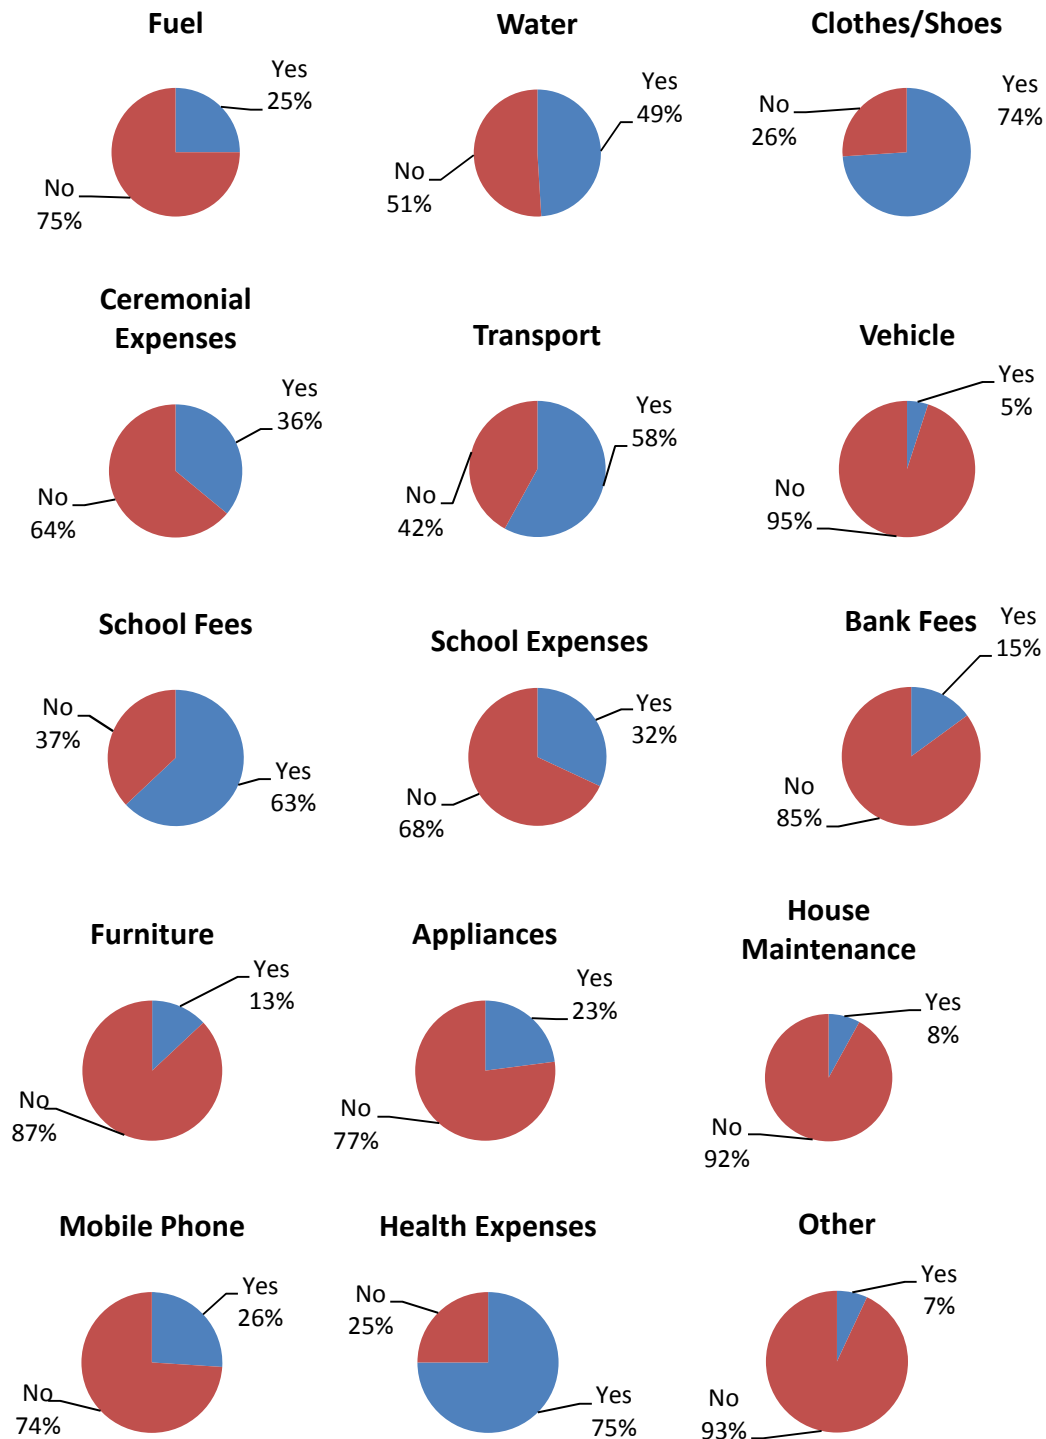 Fuel
Yes
25%
No
75%
Water
Yes
49%
No
51%
Clothes/Shoes
Yes
74%
No
26%
Ceremonial
Expenses
Yes
36%
No
64%
Transport
Yes
58%
No
42%
Vehicle
Yes
5%
No
95%
School Fees
No
37%
Yes
63%
School Expenses
Yes
32%
No
68%
Bank Fees
Yes
15%
No
85%
Furniture
Yes
13%
No
87%
Appliances
Yes
23%
No
77%
House
Maintenance
Yes
8%
No
92%
Mobile Phone
Yes
26%
No
74%
Health Expenses
No
25%
Yes
75%
Other
Yes
7%
No
93%